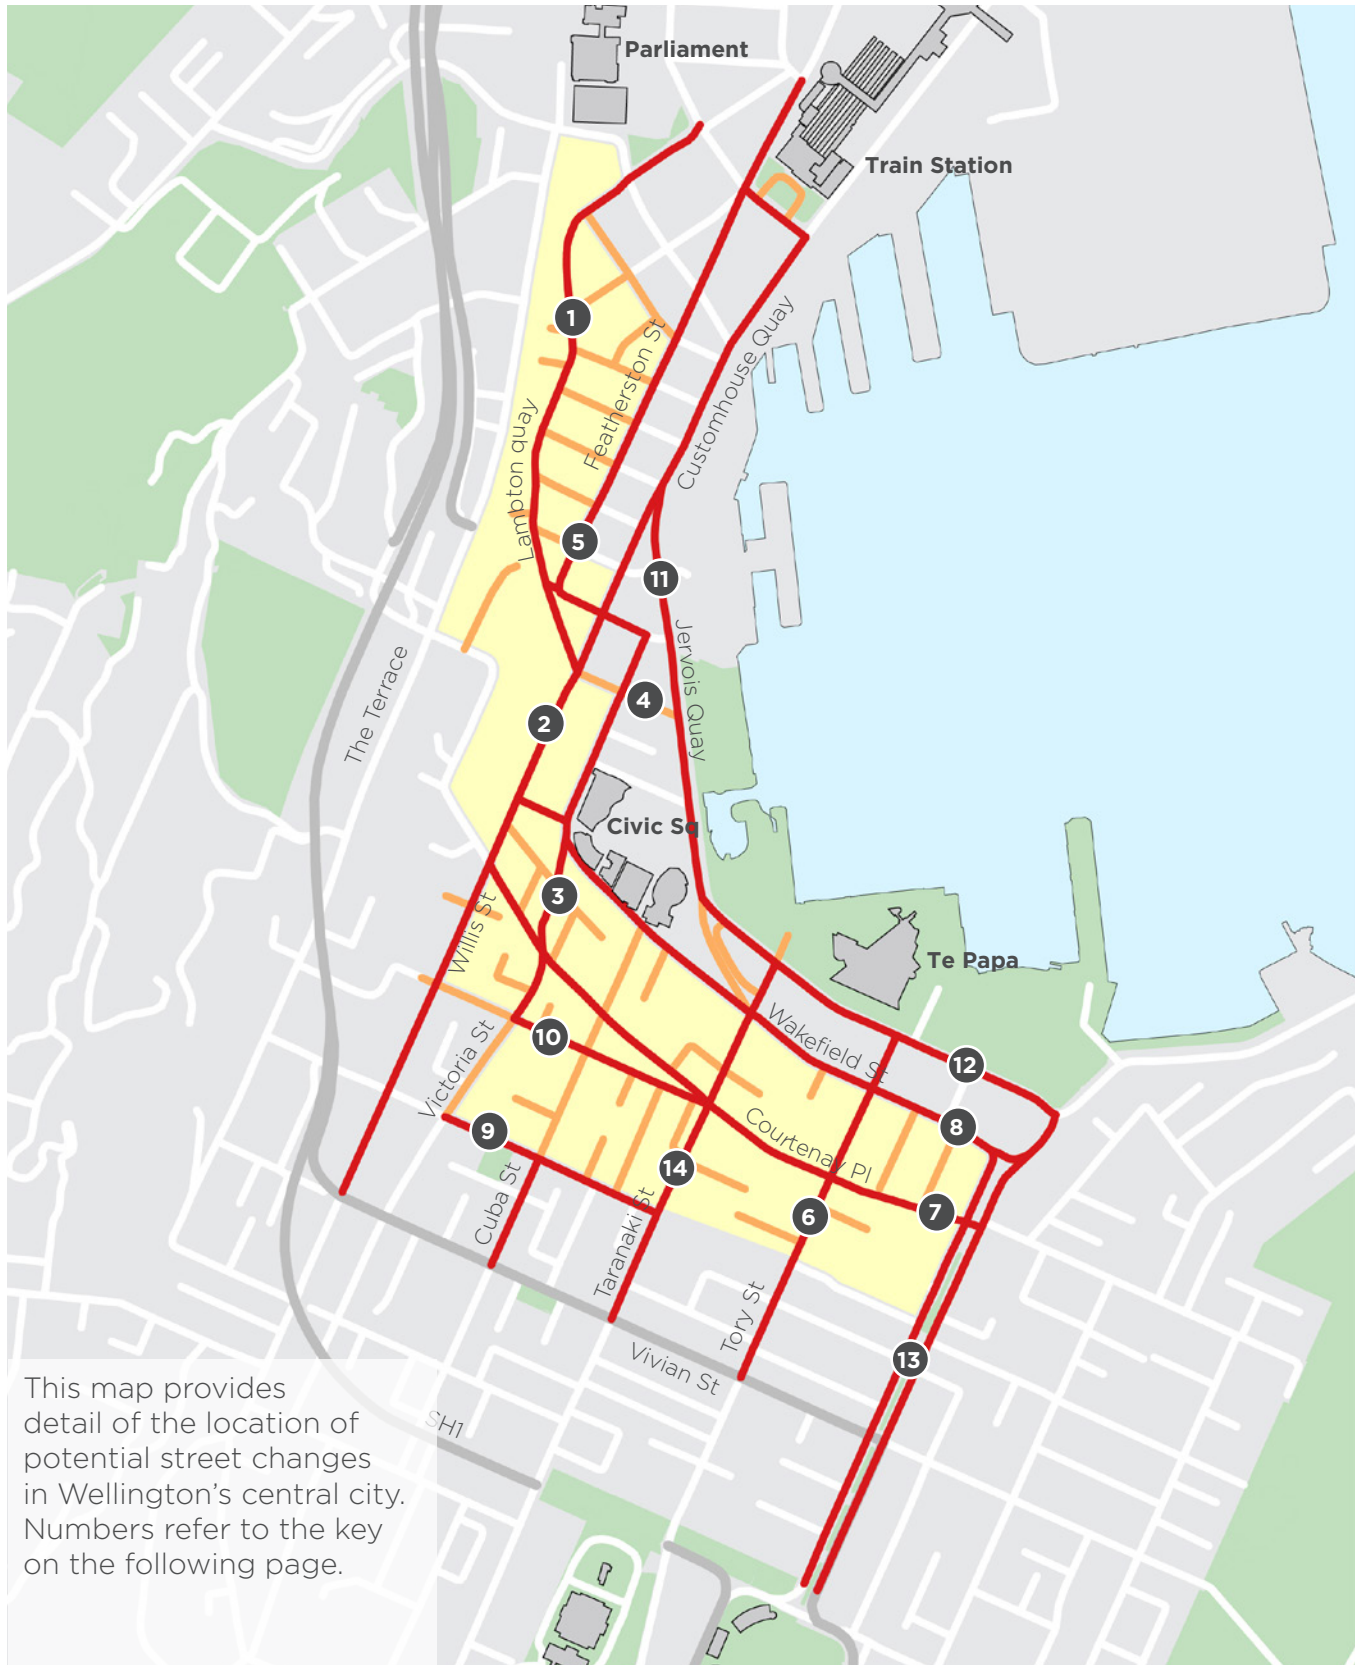 Parliament
Train Station
1
Featherston St
Customhouse Quay
Lampton quay
5
11
Jervois Quay
The Terrace
4
2
Civic Sq
3
Willis St
Te Papa
Wakefield St
10
12
Victoria St
9
8
Courtenay Pl
14
Cuba St
6
7
Taranaki St
Tory St
Vivian St
13
SH1
This map provides
detail of the location of
potential street changes
in Wellington's central city.
Numbers refer to the key
on the following page.